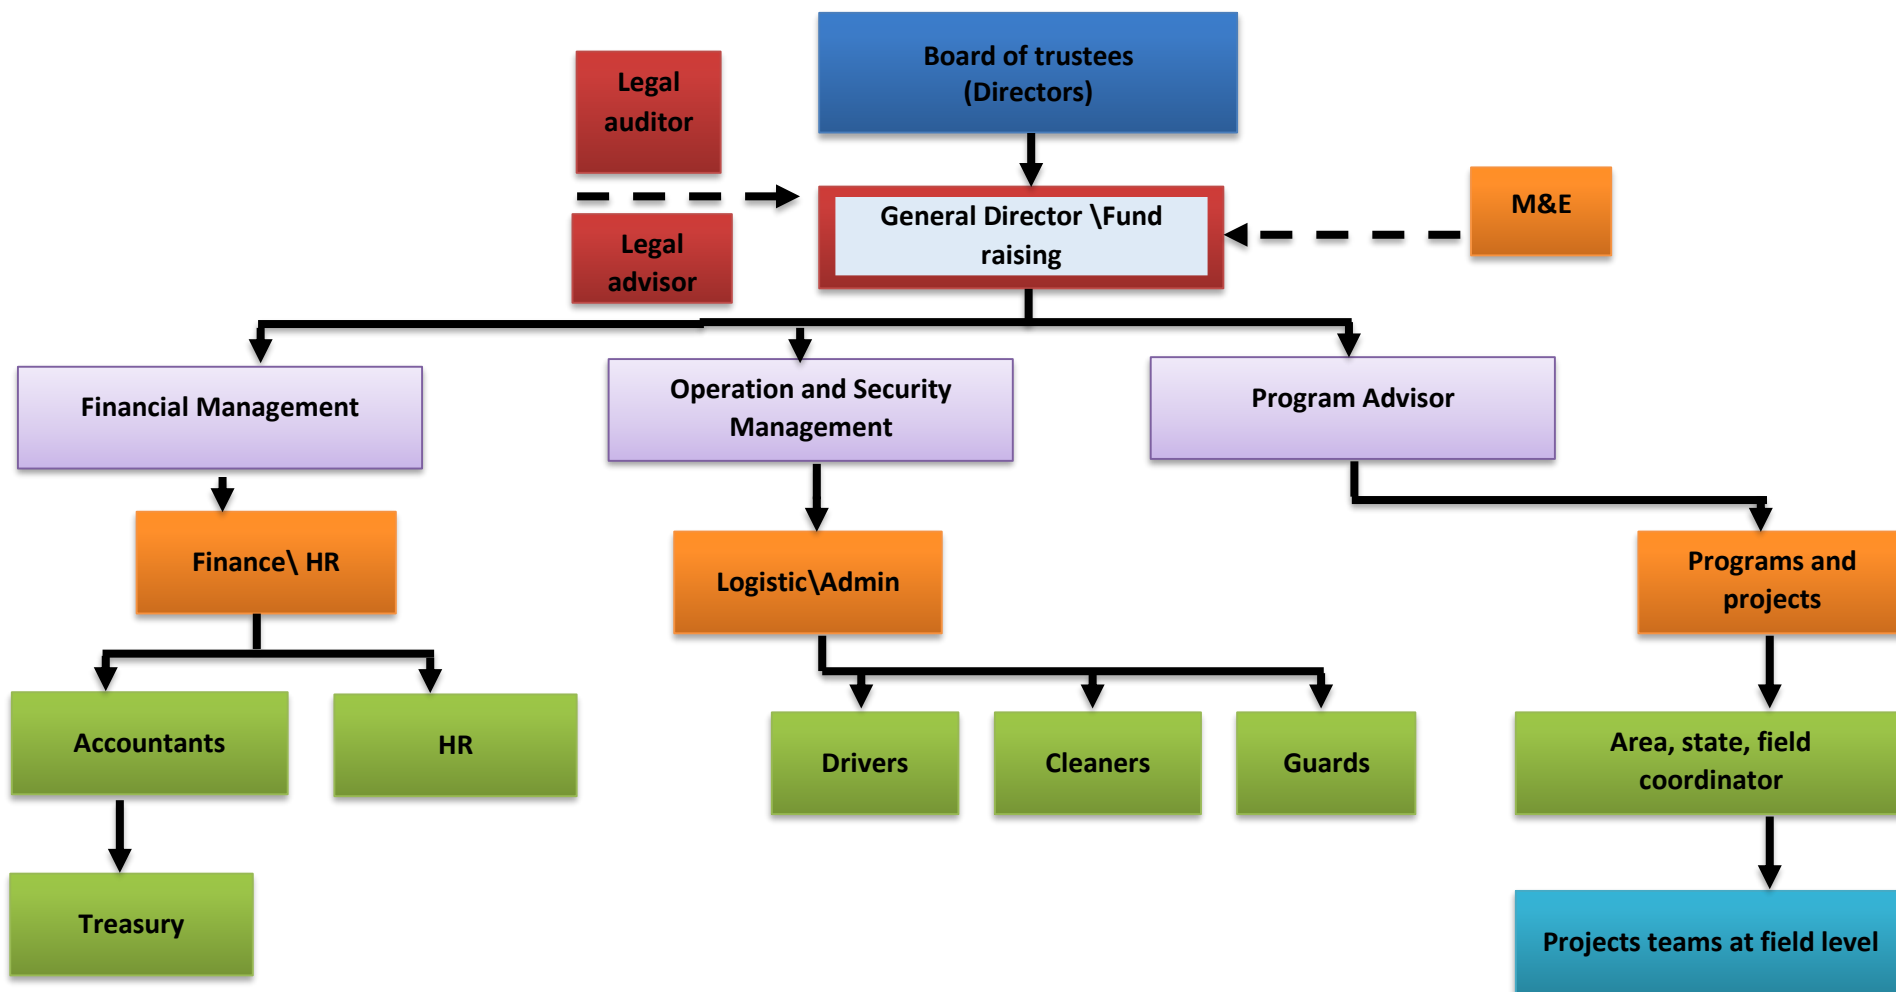 Board of trustees
(Directors)
Legal
auditor
M&E
General Director \Fund
raising
Legal
advisor
Financial Management
Operation and Security
Management
Program Advisor
Finance\ HR
Logistic\Admin
Programs and
projects
Accountants
HR
Drivers
Cleaners
Guards
Area, state, field
coordinator
Treasury
Projects teams at field level